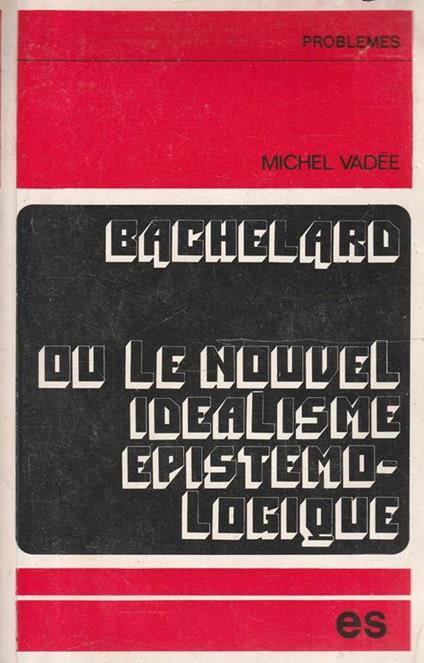 PROBLEMES
MICHEL VADÉE
BACHELARD
OU LE NOUVEL
IDEALISME
EPISTEMO-
LOGIQUE
es